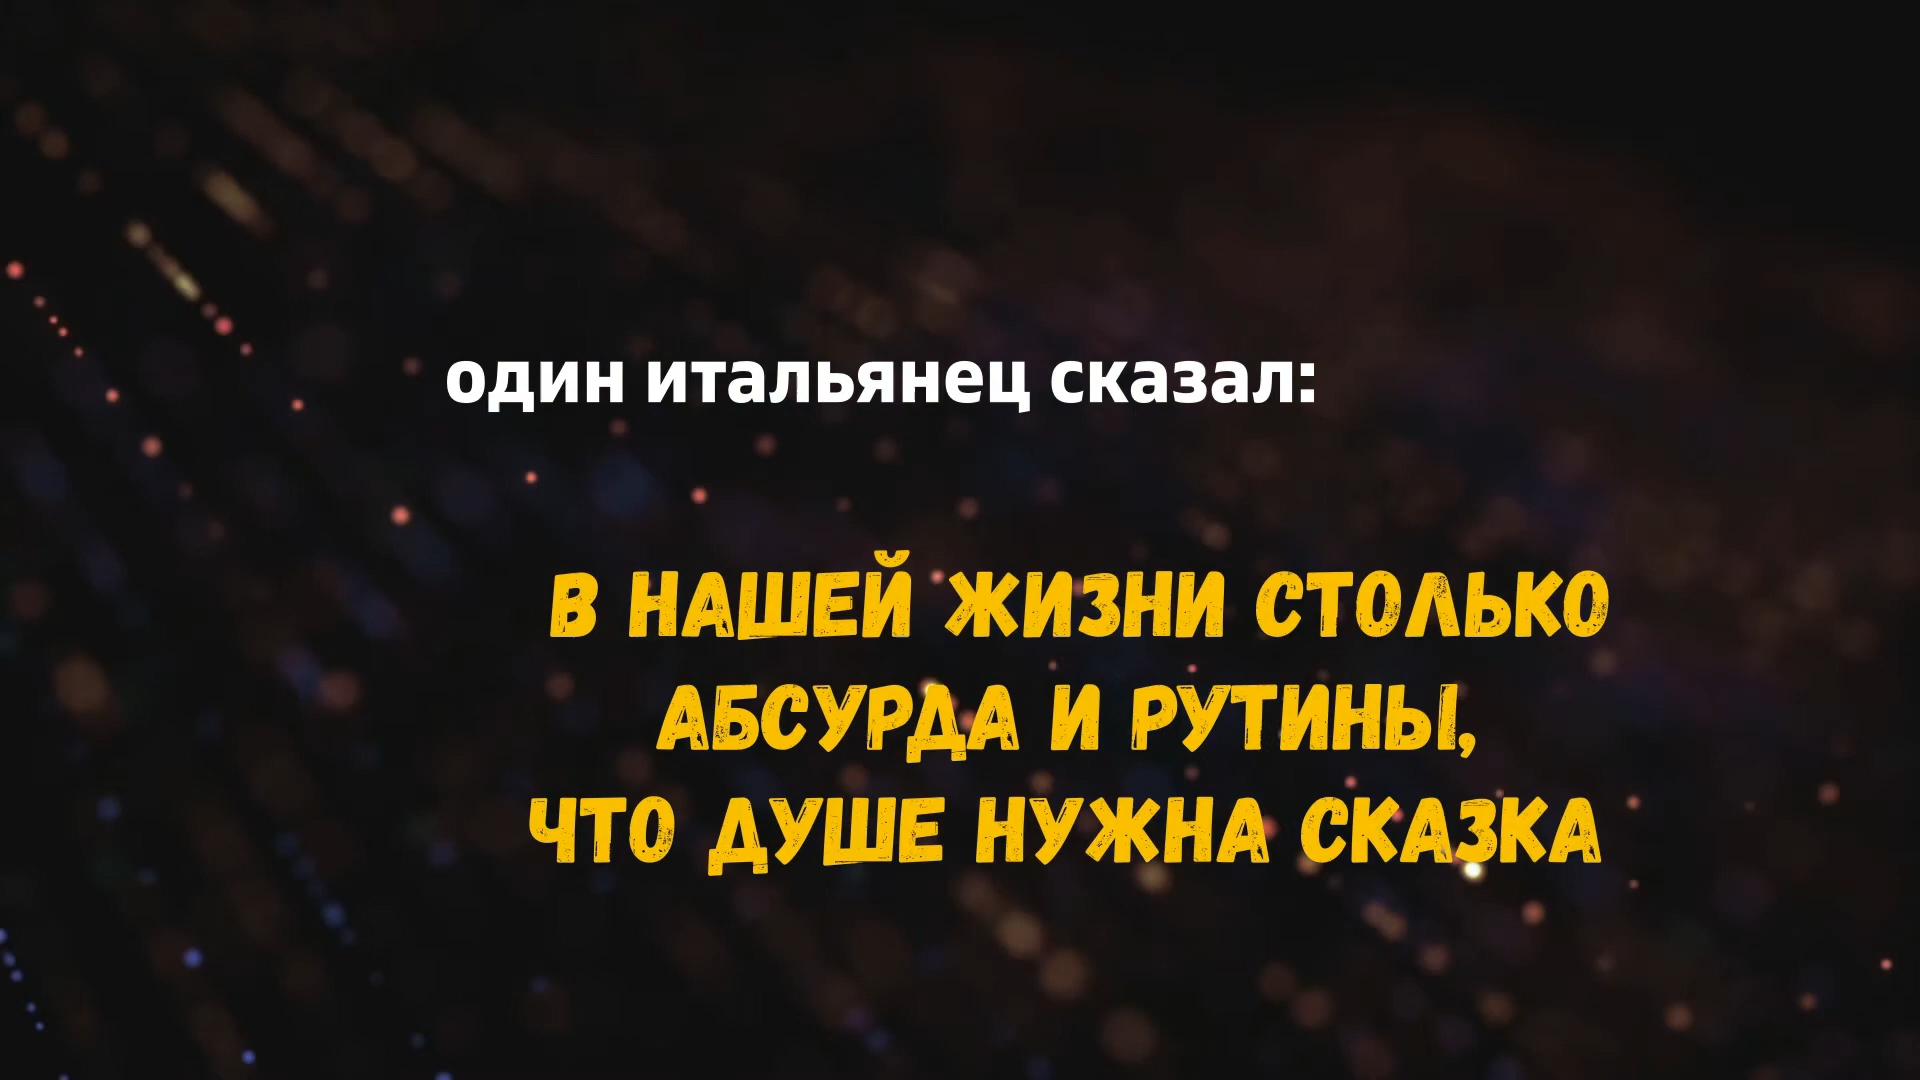 один итальянец сказал:
В НАШЕЙ ЖИЗНИ СТОЛЬКО
АБСУРДА И РУТИНЫ,
ЧТО ДУШЕ НУЖНА СКАЗКА